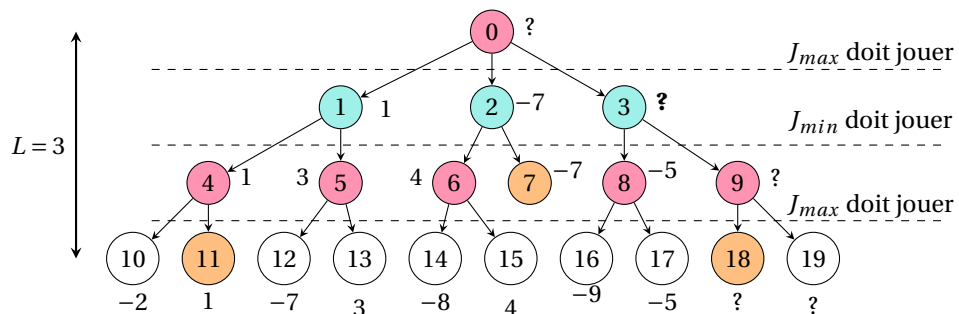 0 ?
J_max doit jouer
1 1 2 −7 3 ?
J_min doit jouer
L = 3
4 1 3 5 4 6 7 −7 8 −5 9 ?
J_max doit jouer
10 11 12 13 14 15 16 17 18 19
−2 1 −7 3 −8 4 −9 −5 ? ?